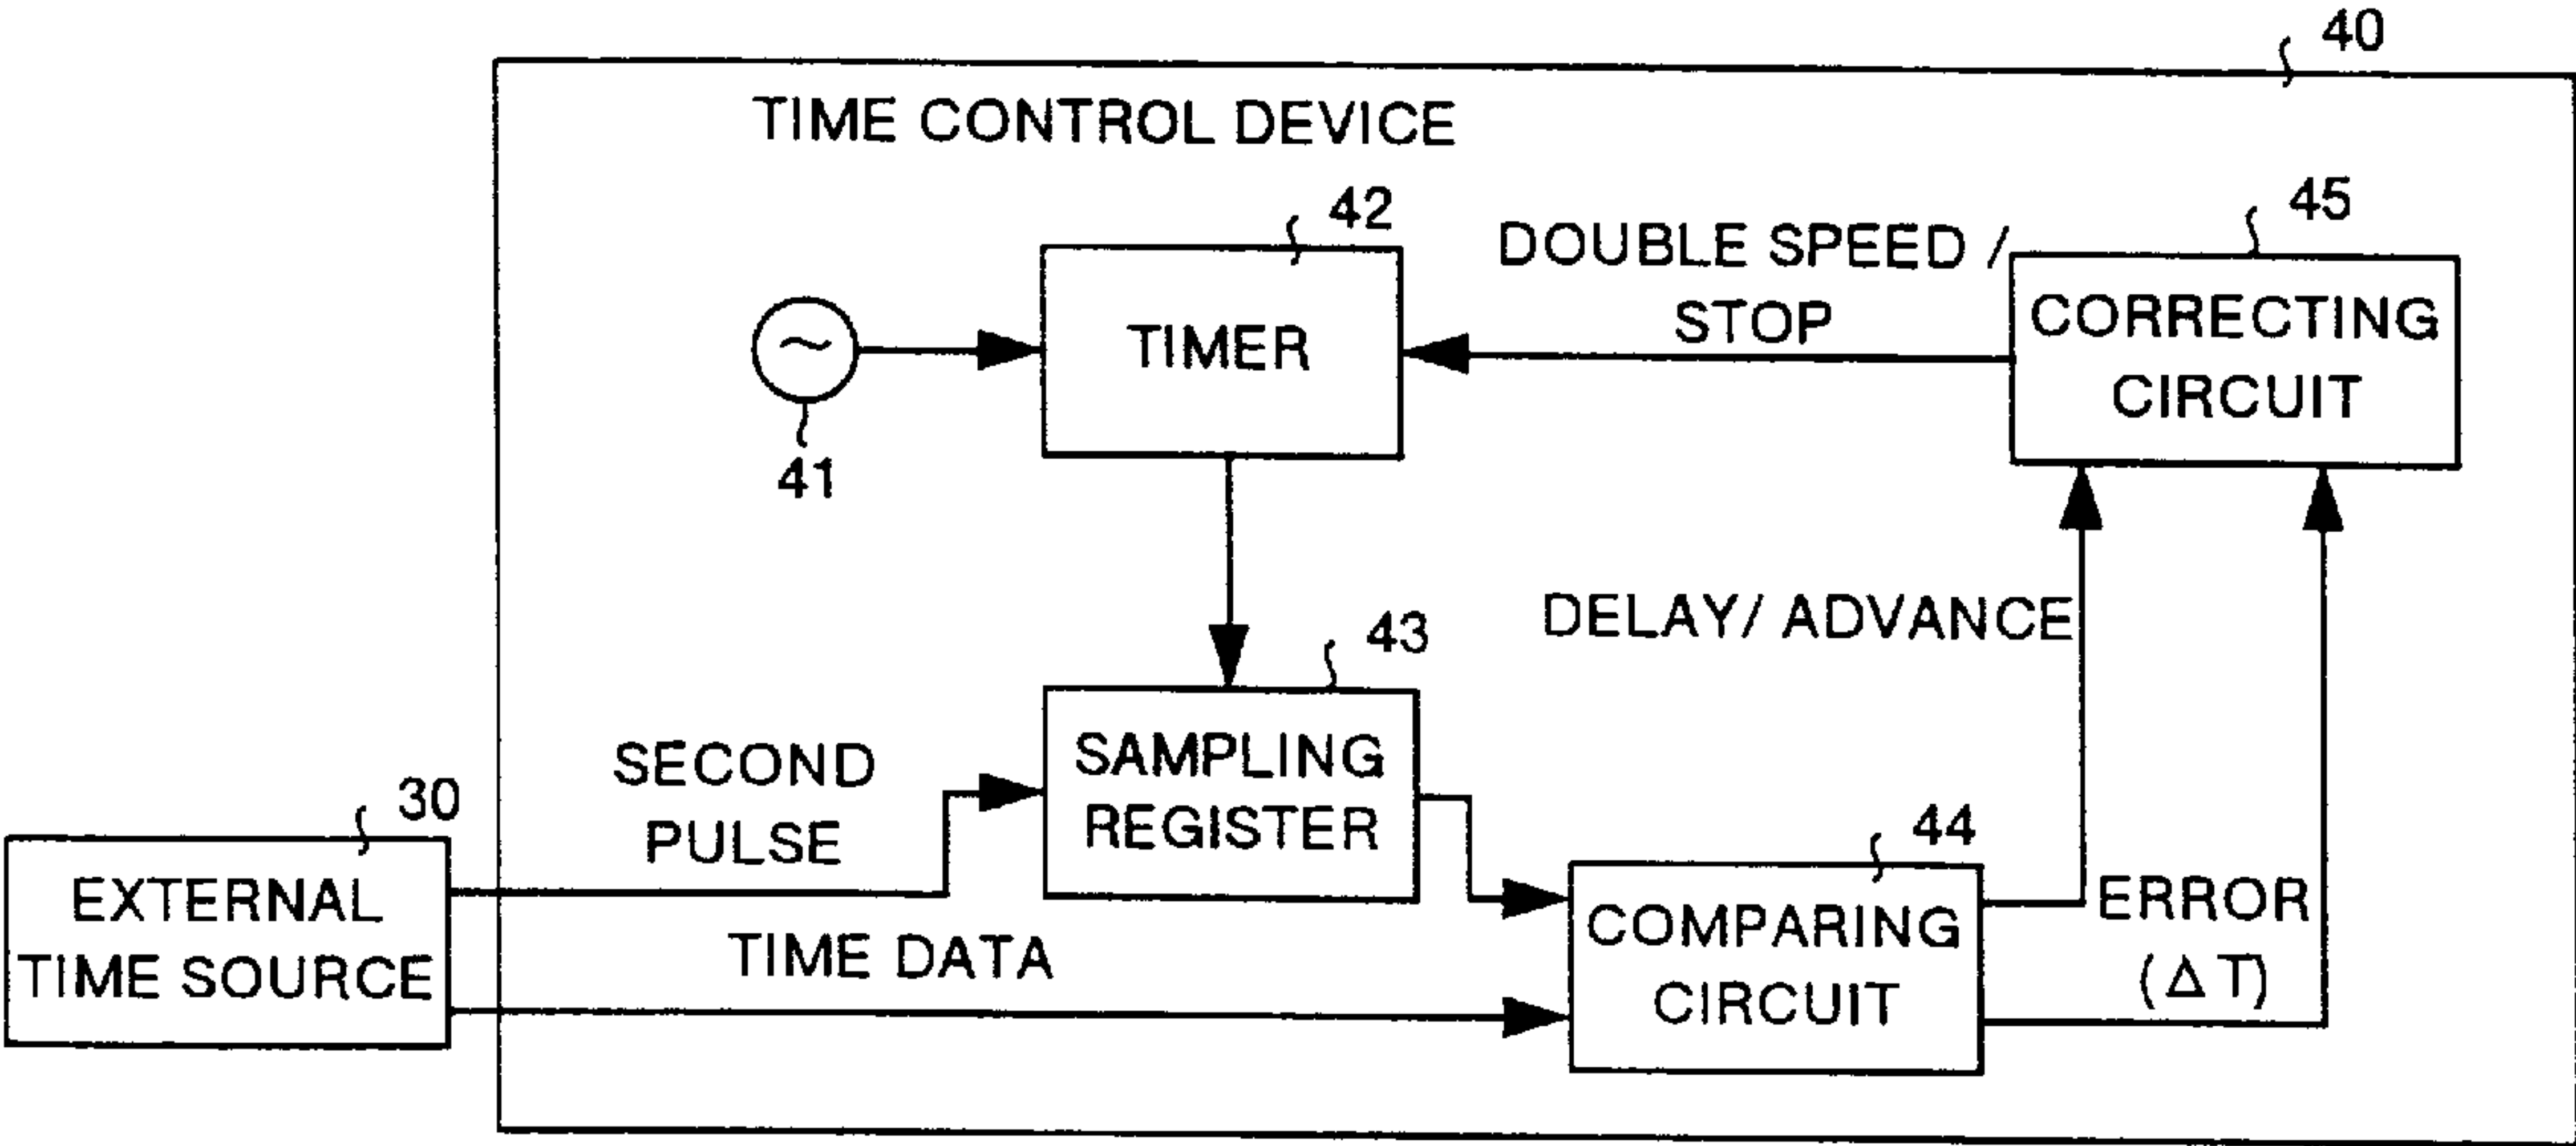 40
TIME CONTROL DEVICE
42
45
DOUBLE SPEED /
STOP
TIMER
CORRECTING
CIRCUIT
~
41
43
DELAY/ ADVANCE
SECOND
PULSE
SAMPLING
REGISTER
30
44
EXTERNAL
TIME SOURCE
TIME DATA
COMPARING
CIRCUIT
ERROR
(Δ T)